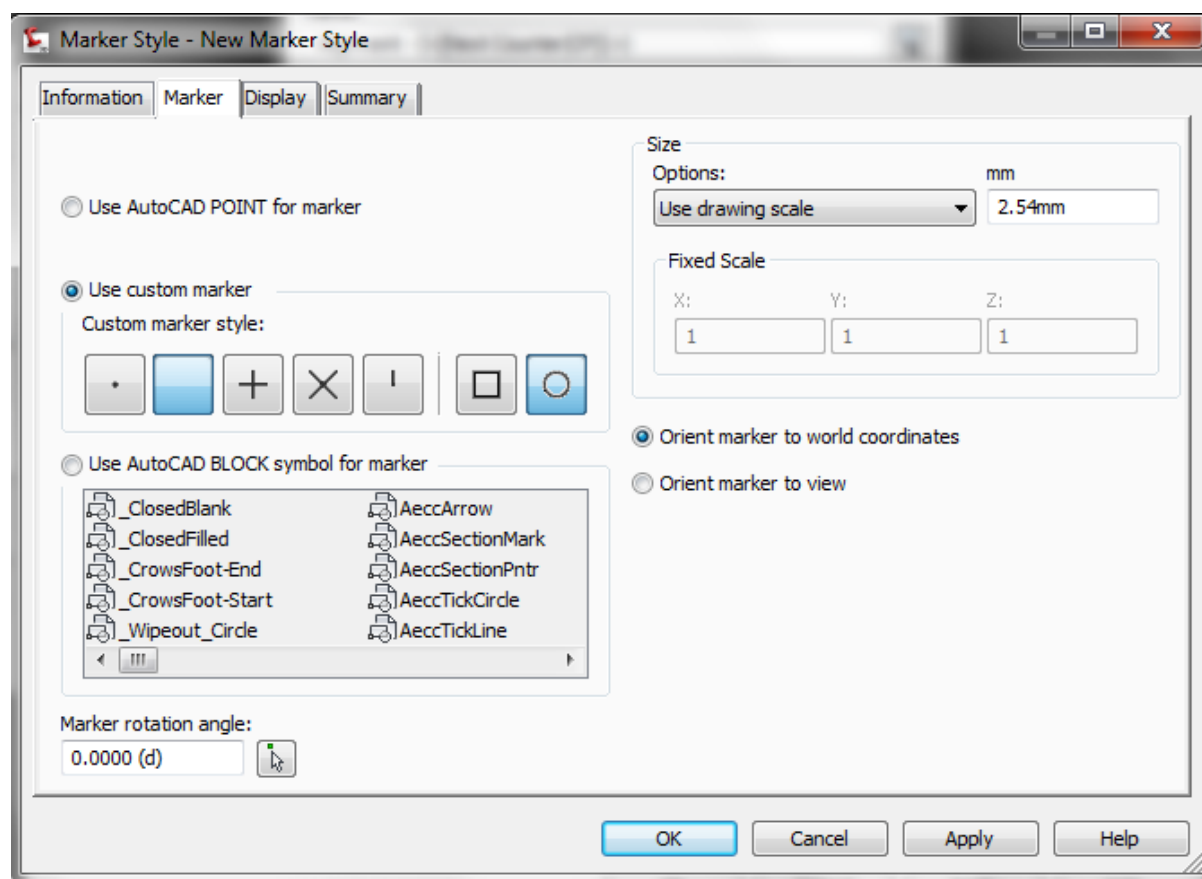 Marker Style - New Marker Style
Information
Marker
Display
Summary
Use AutoCAD POINT for marker
Use custom marker
Custom marker style:
Use AutoCAD BLOCK symbol for marker
_ClosedBlank
_ClosedFilled
_CrowsFoot-End
_CrowsFoot-Start
_Wipeout_Circle
AeccArrow
AeccSectionMark
AeccSectionPntr
AeccTickCircle
AeccTickLine
Marker rotation angle:
0.0000 (d)
Size
Options:
mm
Use drawing scale
2.54mm
Fixed Scale
X:
Y:
Z:
1
1
1
Orient marker to world coordinates
Orient marker to view
OK
Cancel
Apply
Help